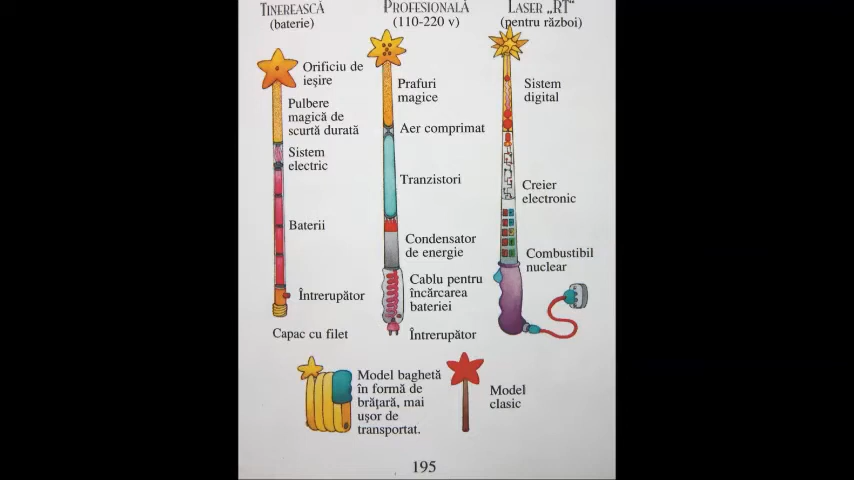 TINEREASCĂ
(baterie)
Orificiu de
ieşire
Pulbere
magică de
scurtă durată
Sistem
electric
Baterii
Întrerupător
Capac cu filet
PROFESIONALĂ
(110-220 v)
Prafuri
magice
Aer comprimat
Tranzistori
Condensator
de energie
Cablu pentru
încărcarea
bateriei
Întrerupător
LASER „RT“
(pentru război)
Sistem
digital
Creier
electronic
Combustibil
nuclear
Model baghetă
în formă de
brăţară, mai
uşor de
transportat.
Model
clasic
195